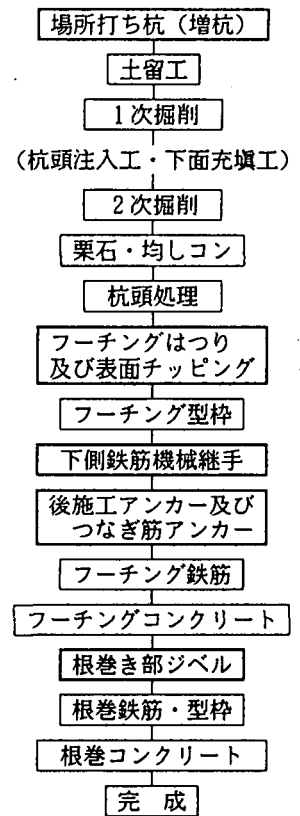 場所打ち杭（増杭）
土留工
1次掘削
（杭頭注入工・下面充填工）
2次掘削
栗石・均しコン
杭頭処理
フーチングはつり
及び表面チッピング
フーチング型枠
下側鉄筋機械継手
後施工アンカー及び
つなぎ筋アンカー
フーチング鉄筋
フーチングコンクリート
根巻き部ジベル
根巻鉄筋・型枠
根巻コンクリート
完　成